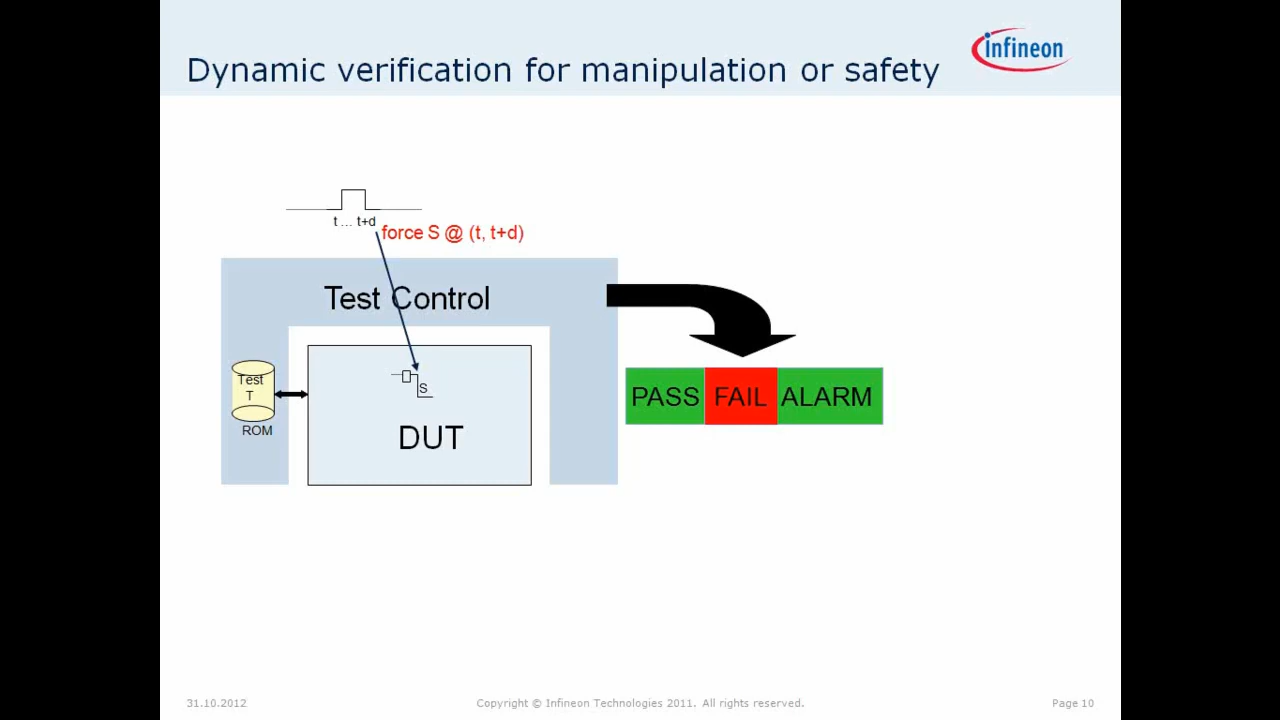 Dynamic verification for manipulation or safety
infineon
t ... t+d
force S @ (t, t+d)
Test Control
Test
T
ROM
S
DUT
PASS FAIL ALARM
31.10.2012
Copyright © Infineon Technologies 2011. All rights reserved.
Page 10